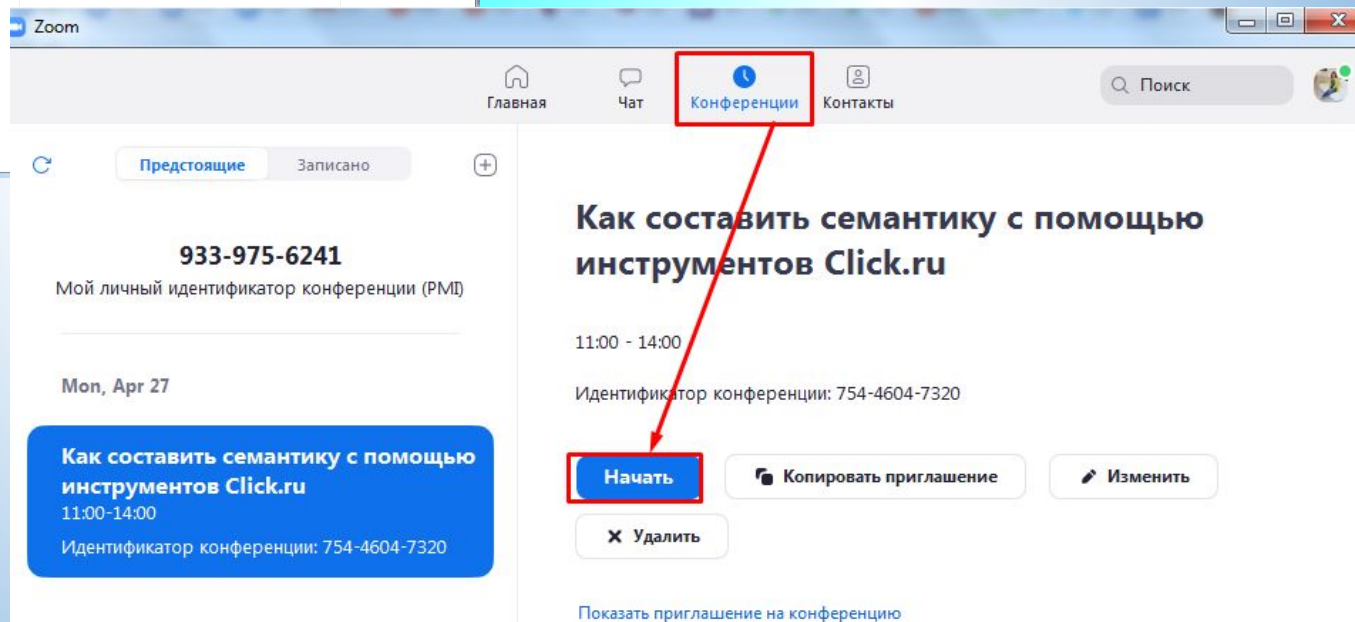 Zoom
Главная
Чат
Конференции
Контакты
Поиск
Предстоящие
Записано
933-975-6241
Мой личный идентификатор конференции (PMI)
Mon, Apr 27
Как составить семантику с помощью
инструментов Click.ru
11:00-14:00
Идентификатор конференции: 754-4604-7320
Как составить семантику с помощью
инструментов Click.ru
11:00 - 14:00
Идентификатор конференции: 754-4604-7320
Начать
Копировать приглашение
Изменить
Удалить
Показать приглашение на конференцию